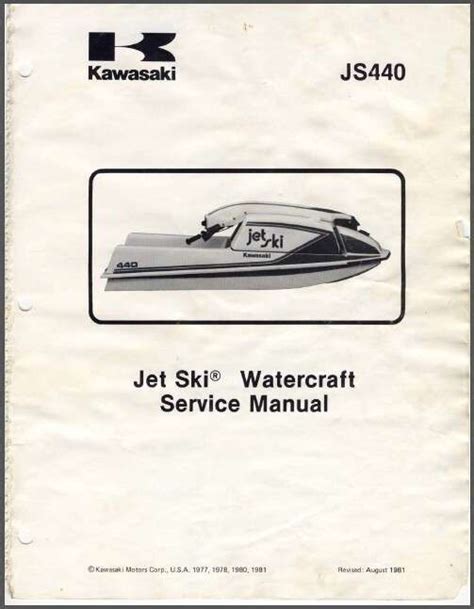 Kawasaki
JS440
jet ski
Kawasaki
440
Jet Ski® Watercraft
Service Manual
© Kawasaki Motors Corp., U.S.A. 1977, 1978, 1980, 1981
Revised: August 1981